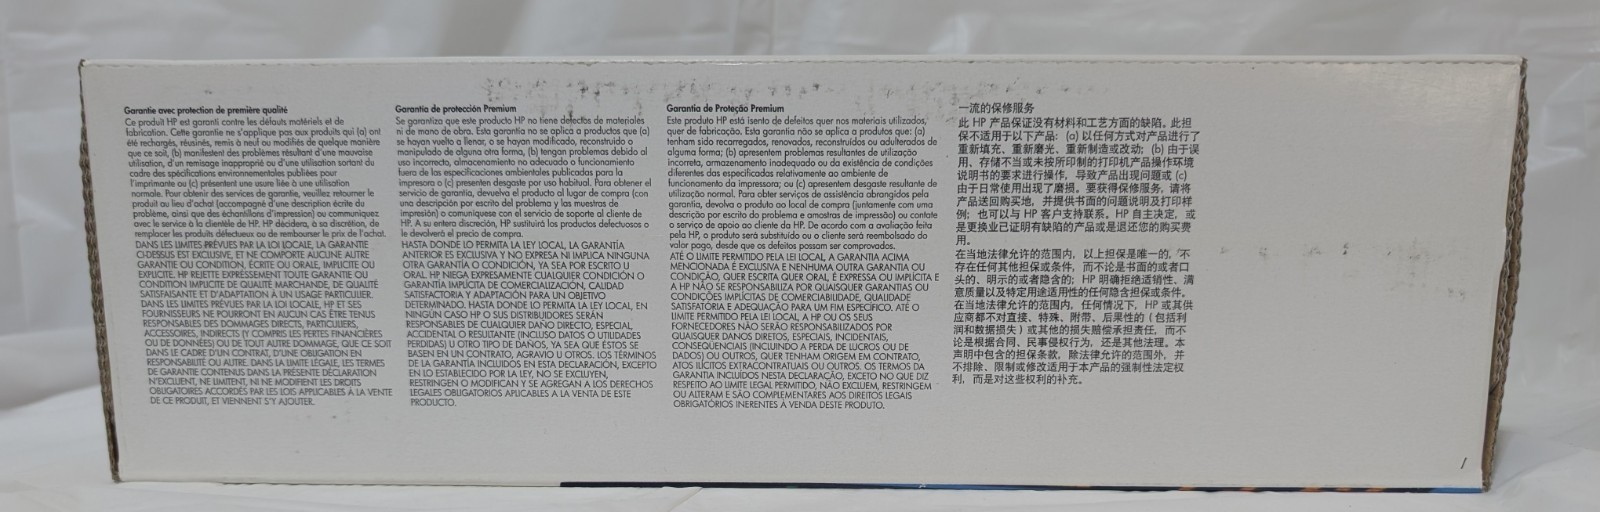 Garantie avec protection de première qualité
Ce produit HP est garanti contre les défauts matériels et de
fabrication. Cette garantie ne s'applique pas aux produits qui (a) ont
été rechargés, réusinés, remis à neuf ou modifiés de quelque manière
que ce soit, (b) manifestent des problèmes résultant d'une mauvaise
utilisation, d'un remisage inapproprié ou d'une utilisation sortant du
cadre des spécifications environnementales publiées pour
l'imprimante ou (c) présentent une usure liée à une utilisation
normale. Pour obtenir des services de garantie, veuillez retourner le
produit au lieu d'achat (accompagné d'une description écrite du
problème, ainsi que des échantillons d'impression) ou communiquez
avec le service à la clientèle de HP. HP décidera, à sa discrétion, de
remplacer les produits défectueux ou de rembourser le prix de l'achat.
DANS LES LIMITES PRÉVUES PAR LA LOI LOCALE, LA GARANTIE
CI-DESSUS EST EXCLUSIVE, ET NE COMPORTE AUCUNE AUTRE
GARANTIE OU CONDITION, ÉCRITE OU ORALE, IMPLICITE OU
EXPLICITE. HP REJETTE EXPRESSÉMENT TOUTE GARANTIE OU
CONDITION IMPLICITE DE QUALITÉ MARCHANDE, DE QUALITÉ
SATISFAISANTE ET D'ADAPTATION À UN USAGE PARTICULIER.
DANS LES LIMITES PRÉVUES PAR LA LOI LOCALE, HP ET SES
FOURNISSEURS NE POURRONT EN AUCUN CAS ÊTRE TENUS
RESPONSABLES DES DOMMAGES DIRECTS, PARTICULIERS,
ACCESSOIRES, INDIRECTS (Y COMPRIS LES PERTES FINANCIÈRES
OU DE DONNÉES) OU DE TOUT AUTRE DOMMAGE, QUE CE SOIT
DANS LE CADRE D'UN CONTRAT, D'UNE OBLIGATION EN
RESPONSABILITÉ OU AUTRE. DANS LA LIMITE LÉGALE, LES TERMES
DE GARANTIE CONTENUS DANS LA PRÉSENTE DÉCLARATION
N'EXCLUENT, NE LIMITENT, NI NE MODIFIENT LES DROITS
OBLIGATOIRES ACCORDÉS PAR LES LOIS APPLICABLES À LA VENTE
DE CE PRODUIT, ET VIENNENT S'Y AJOUTER.
Garantía de protección Premium
Se garantiza que este producto HP no tiene defectos de materiales
ni de mano de obra. Esta garantía no se aplica a productos que (a)
se hayan vuelto a llenar, o se hayan modificado, reconstruido o
manipulado de alguna otra forma, (b) tengan problemas debido al
uso incorrecto, almacenamiento no adecuado o funcionamiento
fuera de las especificaciones ambientales publicadas para la
impresora o (c) presenten desgaste por uso habitual. Para obtener el
servicio de garantía, devuelva el producto al lugar de compra (con
una descripción por escrito del problema y las muestras de
impresión) o comuníquese con el servicio de soporte al cliente de
HP. A su entera discreción, HP sustituirá los productos defectuosos o
le devolverá el precio de compra.
HASTA DONDE LO PERMITA LA LEY LOCAL, LA GARANTÍA
ANTERIOR ES EXCLUSIVA Y NO EXPRESA NI IMPLICA NINGUNA
OTRA GARANTÍA O CONDICIÓN, YA SEA POR ESCRITO U
ORAL. HP NIEGA EXPRESAMENTE CUALQUIER CONDICIÓN O
GARANTÍA IMPLÍCITA DE COMERCIALIZACIÓN, CALIDAD
SATISFACTORIA Y ADAPTACIÓN PARA UN OBJETIVO
DETERMINADO. HASTA DONDE LO PERMITA LA LEY LOCAL, EN
NINGÚN CASO HP O SUS DISTRIBUIDORES SERÁN
RESPONSABLES DE CUALQUIER DAÑO DIRECTO, ESPECIAL,
ACCIDENTAL O RESULTANTE (INCLUSO DATOS O UTILIDADES
PERDIDAS) U OTRO TIPO DE DAÑOS, YA SEA QUE ÉSTOS SE
BASEN EN UN CONTRATO, AGRAVIO U OTROS. LOS TÉRMINOS
DE LA GARANTÍA INCLUIDOS EN ESTA DECLARACIÓN, EXCEPTO
EN LO ESTABLECIDO POR LA LEY, NO SE EXCLUYEN,
RESTRINGEN O MODIFICAN Y SE AGREGAN A LOS DERECHOS
LEGALES OBLIGATORIOS APLICABLES A LA VENTA DE ESTE
PRODUCTO.
Garantia de Proteção Premium
Este produto HP está isento de defeitos quer nos materiais utilizados,
quer de fabricação. Esta garantia não se aplica a produtos que: (a)
tenham sido recarregados, renovados, reconstruídos ou adulterados de
alguma forma; (b) apresentem problemas resultantes de utilização
incorreta, armazenamento inadequado ou da existência de condições
diferentes das especificadas relativamente ao ambiente de
funcionamento da impressora; ou (c) apresentem desgaste resultante de
utilização normal. Para obter serviços de assistência abrangidos pela
garantia, devolva o produto ao local de compra (juntamente com uma
descrição por escrito do problema e amostras de impressão) ou contate
o serviço de apoio ao cliente da HP. De acordo com a avaliação feita
pela HP, o produto será substituído ou o cliente será reembolsado do
valor pago, desde que os defeitos possam ser comprovados.
ATÉ O LIMITE PERMITIDO PELA LEI LOCAL, A GARANTIA ACIMA
MENCIONADA É EXCLUSIVA E NENHUMA OUTRA GARANTIA OU
CONDIÇÃO, QUER ESCRITA QUER ORAL, É EXPRESSA OU IMPLÍCITA E
A HP NÃO SE RESPONSABILIZA POR QUAISQUER GARANTIAS OU
CONDIÇÕES IMPLÍCITAS DE COMERCIABILIDADE, QUALIDADE
SATISFATÓRIA E ADEQUAÇÃO PARA UM FIM ESPECÍFICO. ATÉ O
LIMITE PERMITIDO PELA LEI LOCAL, A HP OU OS SEUS
FORNECEDORES NÃO SERÃO RESPONSABILIZADOS POR
QUAISQUER DANOS DIRETOS, ESPECIAIS, INCIDENTAIS,
CONSEQUENCIAIS (INCLUINDO A PERDA DE LUCROS OU DE
DADOS) OU OUTROS, QUER TENHAM ORIGEM EM CONTRATO,
ATOS ILÍCITOS EXTRACONTRATUAIS OU OUTROS. OS TERMOS DA
GARANTIA INCLUÍDOS NESTA DECLARAÇÃO, EXCETO NO QUE DIZ
RESPEITO AO LIMITE LEGAL PERMITIDO, NÃO EXCLUEM, RESTRINGEM
OU ALTERAM E SÃO COMPLEMENTARES AOS DIREITOS LEGAIS
OBRIGATÓRIOS INERENTES À VENDA DESTE PRODUTO.
一流的保修服务
此 HP 产品保证没有材料和工艺方面的缺陷。此担
保不适用于以下产品: (a) 以任何方式对产品进行了
重新填充、重新磨光、重新制造或改动; (b) 由于误
用、存储不当或未按所印制的打印机产品操作环境
说明书的要求进行操作, 导致产品出现问题或 (c)
由于日常使用出现了磨损。要获得保修服务, 请将
产品送回购买地, 并提供书面的问题说明及打印样
例; 也可以与 HP 客户支持联系。HP 自主决定, 或
是更换业已证明有缺陷的产品或是退还您的购买费
用。
在当地法律允许的范围内, 以上担保是唯一的, 不
存在任何其他担保或条件, 而不论是书面的或者口
头的、明示的或者隐含的; HP 明确拒绝适销性、满
意质量以及特定用途适用性的任何隐含担保或条件。
在当地法律允许的范围内, 任何情况下, HP 或其供
应商都不对直接、特殊、附带、后果性的 (包括利
润和数据损失) 或其他的损失赔偿承担责任, 而不
论是根据合同、民事侵权行为, 还是其他法理。本
声明中包含的担保条款, 除法律允许的范围外, 并
不排除、限制或修改适用于本产品的强制性法定权
利, 而是对这些权利的补充。